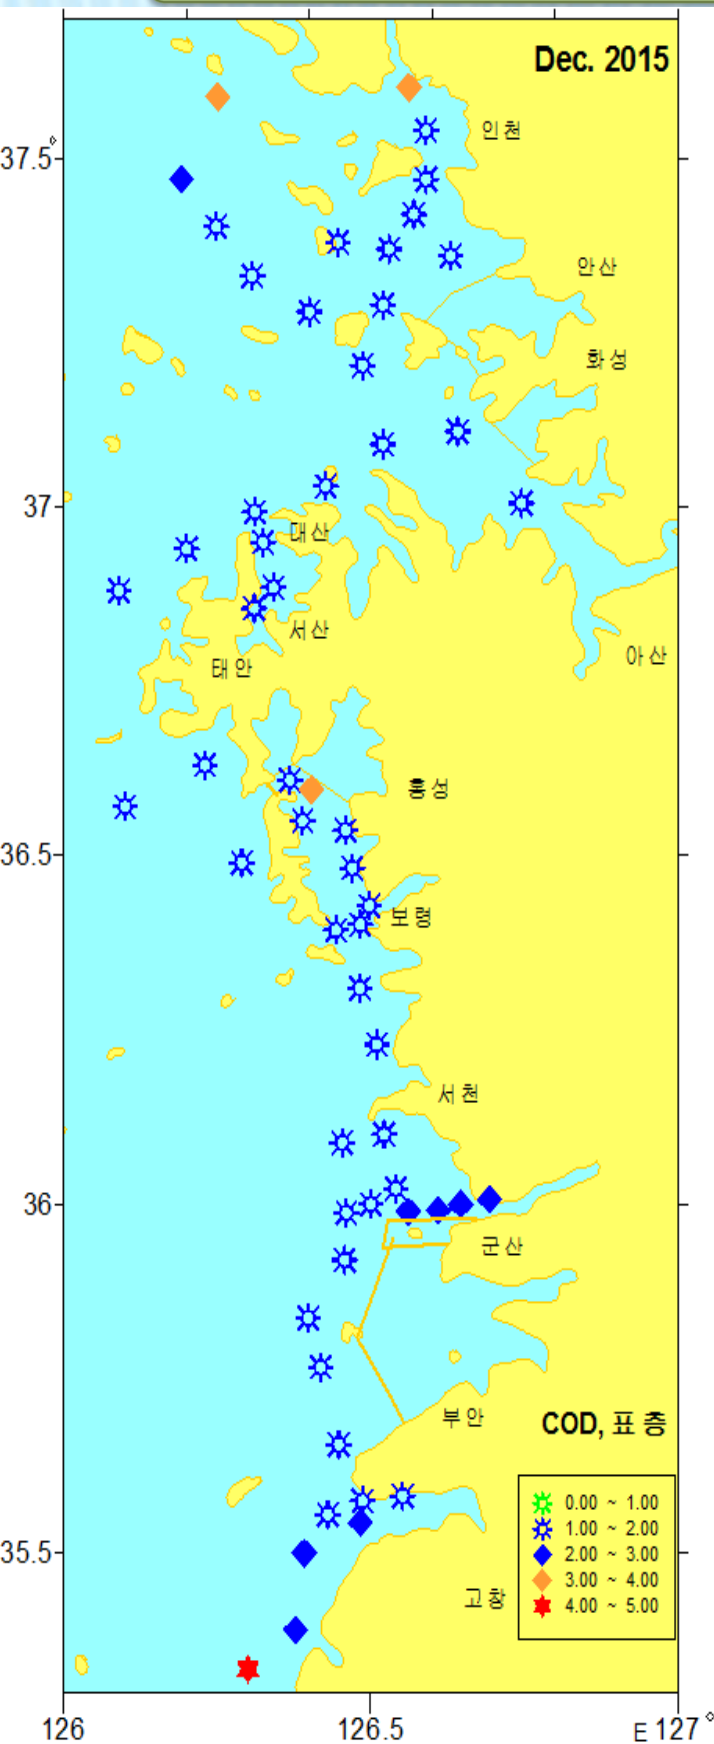 Dec. 2015
인천
37.5°
안산
화성
37
대산
서산
태안
아산
홍성
36.5
보령
서천
36
군산
부안
COD, 표층
0.00 ~ 1.00
1.00 ~ 2.00
2.00 ~ 3.00
3.00 ~ 4.00
4.00 ~ 5.00
35.5
고창
126
126.5
E 127°